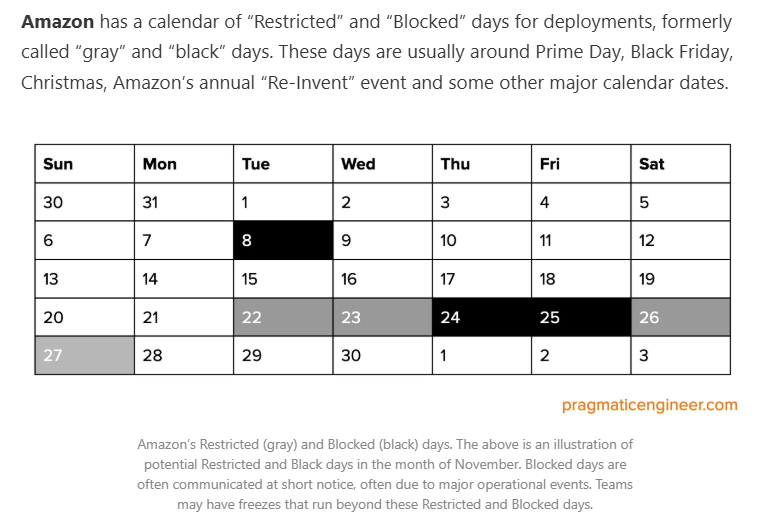 Amazon has a calendar of “Restricted” and “Blocked” days for deployments, formerly
called “gray” and “black” days. These days are usually around Prime Day, Black Friday,
Christmas, Amazon’s annual “Re-Invent” event and some other major calendar dates.
Sun Mon Tue Wed Thu Fri Sat
30 31 1 2 3 4 5
6 7 8 9 10 11 12
13 14 15 16 17 18 19
20 21 22 23 24 25 26
27 28 29 30 1 2 3
pragmaticengineer.com
Amazon’s Restricted (gray) and Blocked (black) days. The above is an illustration of
potential Restricted and Black days in the month of November. Blocked days are
often communicated at short notice, often due to major operational events. Teams
may have freezes that run beyond these Restricted and Blocked days.